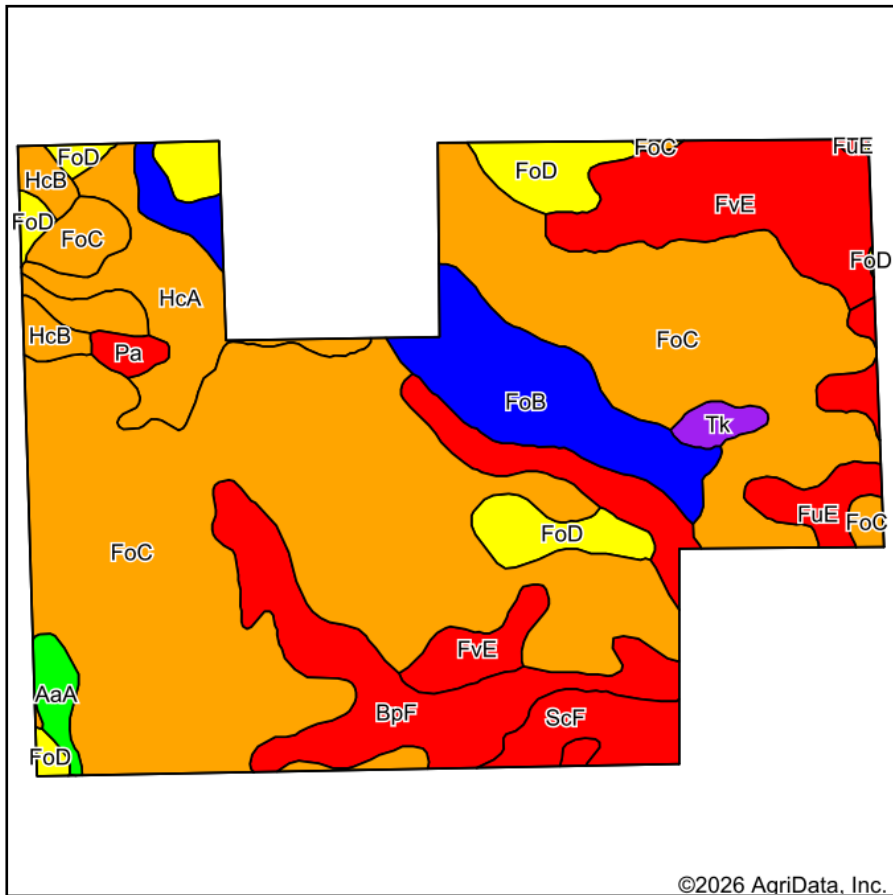 FoC
FuE
FoD
FoD
HcB
FvE
FoD
FoC
FoD
HcA
HcB
FoC
Pa
FoB
Tk
FuE
FoC
FoD
FoC
FvE
AaA
BpF
ScF
FoD
©2026 AgriData, Inc.